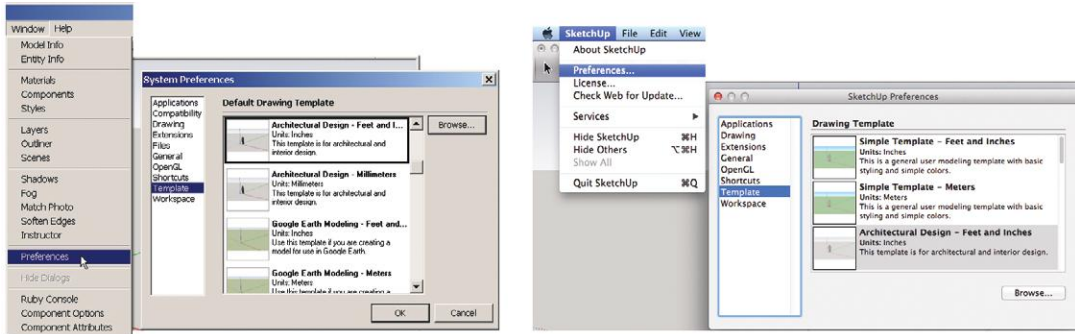 Window Help
Model Info
Entity Info
Materials
Components
Styles
Layers
Outliner
Scenes
Shadows
Fog
Match Photo
Soften Edges
Instructor
Preferences
Hide Dialogs
Ruby Console
Component Options
Component Attributes
System Preferences
Applications
Compatibility
Drawing
Extensions
Files
General
OpenGL
Shortcuts
Template
Workspace
Default Drawing Template
Architectural Design - Feet and I...
Units: Inches
This template is for architectural and
interior design.
Architectural Design - Millimeters
Units: Millimeters
This template is for architectural and
interior design.
Google Earth Modeling - Feet and...
Units: Inches
Use this template if you are creating a
model for use in Google Earth.
Google Earth Modeling - Meters
Units: Meters
Use this template if you are creating a
Browse...
OK Cancel
SketchUp File Edit View
About SketchUp
Preferences...
License...
Check Web for Update...
Services
Hide SketchUp ⌘H
Hide Others ⌥⌘H
Show All
Quit SketchUp ⌘Q
SketchUp Preferences
Applications
Drawing
Extensions
General
OpenGL
Shortcuts
Template
Workspace
Drawing Template
Simple Template - Feet and Inches
Units: Inches
This is a general user modeling template with basic
styling and simple colors.
Simple Template - Meters
Units: Meters
This is a general user modeling template with basic
styling and simple colors.
Architectural Design - Feet and Inches
Units: Inches
This template is for architectural and interior design.
Browse...